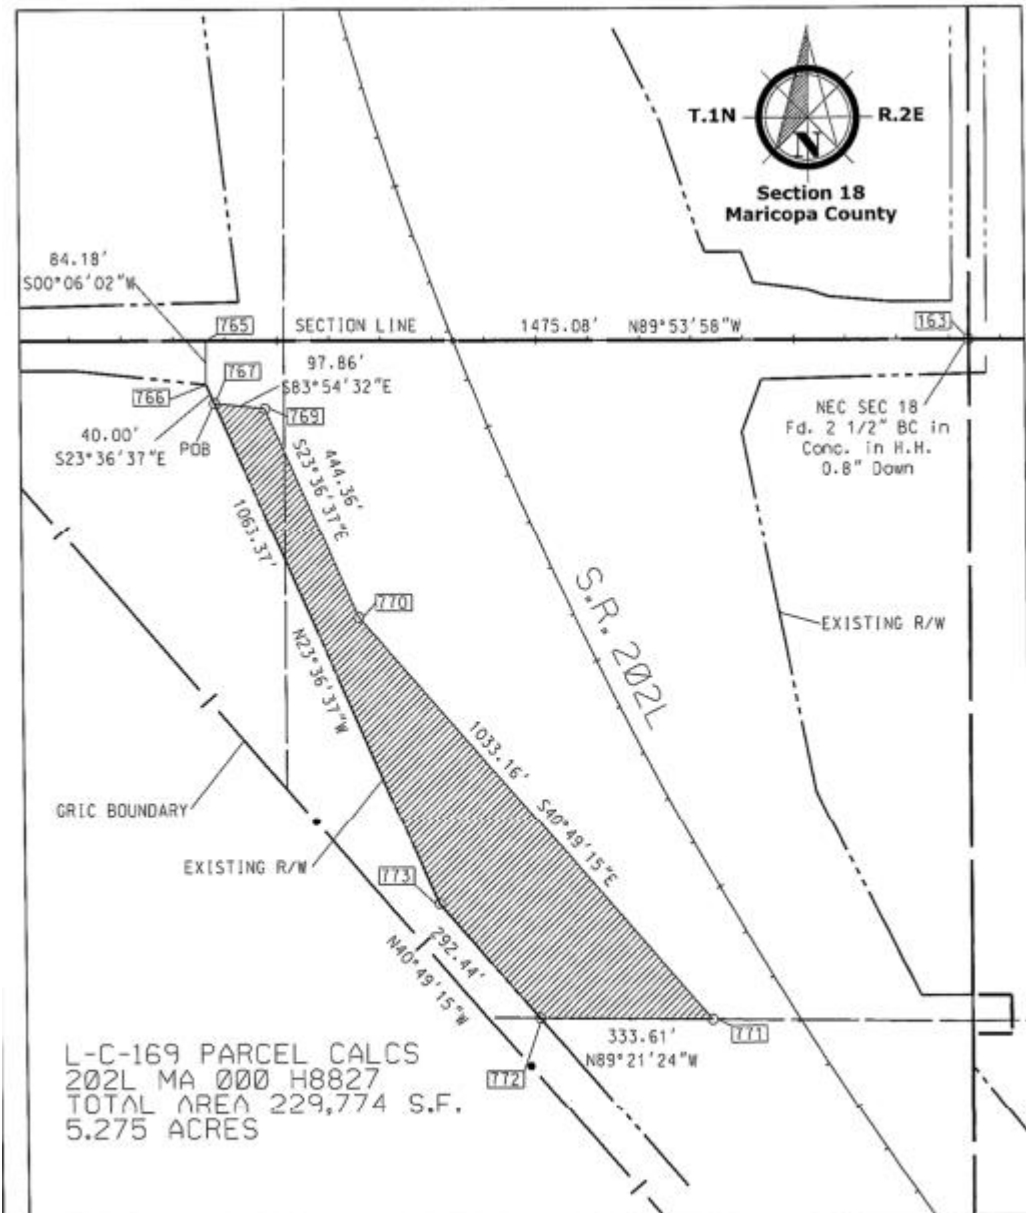 T.1N
R.2E
N
Section 18
Maricopa County
84.18'
S00°06'02"W
765
SECTION LINE
1475.08' N89°53'58"W
163
97.86'
S83°54'32"E
767
766
769
NEC SEC 18
Fd. 2 1/2" BC in
Conc. in H.H.
0.8" Down
40.00'
S23°36'37"E
POB
444.36'
S23°36'37"E
1063.37'
N23°36'37"W
770
S.R. 202L
EXISTING R/W
1033.16'
S40°49'15"E
GRIC BOUNDARY
EXISTING R/W
773
292.44'
N40°49'15"W
333.61'
N89°21'24"W
771
772
L-C-169 PARCEL CALCS
202L MA 000 H8827
TOTAL AREA 229,774 S.F.
5.275 ACRES